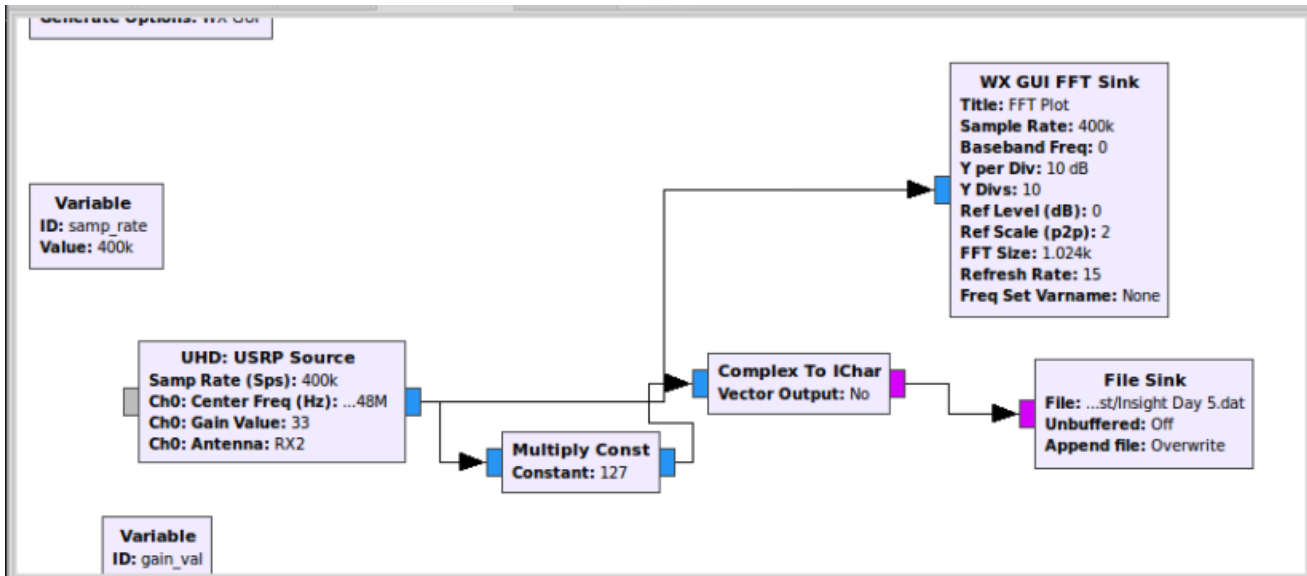 Generate Options: WX GUI
WX GUI FFT Sink
Title: FFT Plot
Sample Rate: 400k
Baseband Freq: 0
Y per Div: 10 dB
Y Divs: 10
Ref Level (dB): 0
Ref Scale (p2p): 2
FFT Size: 1.024k
Refresh Rate: 15
Freq Set Varname: None
Variable
ID: samp_rate
Value: 400k
UHD: USRP Source
Samp Rate (Sps): 400k
Ch0: Center Freq (Hz): ...48M
Ch0: Gain Value: 33
Ch0: Antenna: RX2
Complex To IChar
Vector Output: No
File Sink
File: ...st/Insight Day 5.dat
Unbuffered: Off
Append file: Overwrite
Multiply Const
Constant: 127
Variable
ID: gain_val